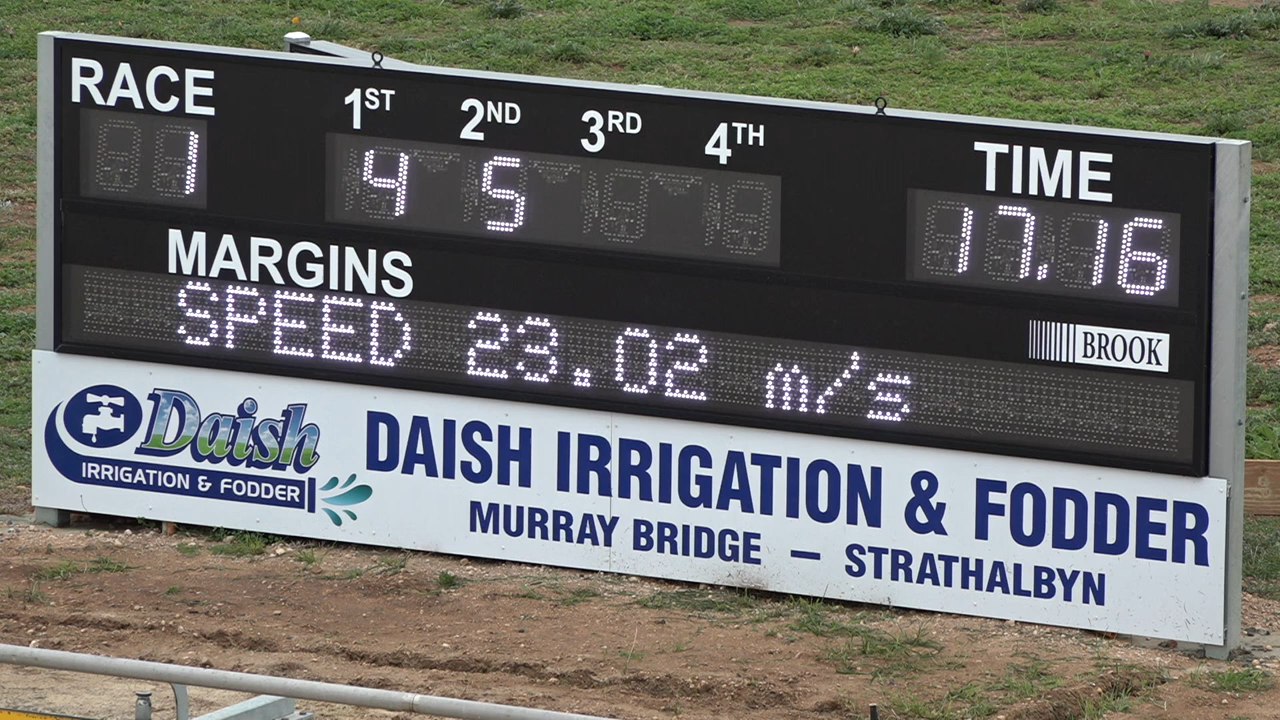 RACE 1ST 2ND 3RD 4TH TIME
1 4 5 17.16
MARGINS
SPEED 23.02 m/s
BROOK
Daish
IRRIGATION & FODDER
DAISH IRRIGATION & FODDER
MURRAY BRIDGE – STRATHALBYN